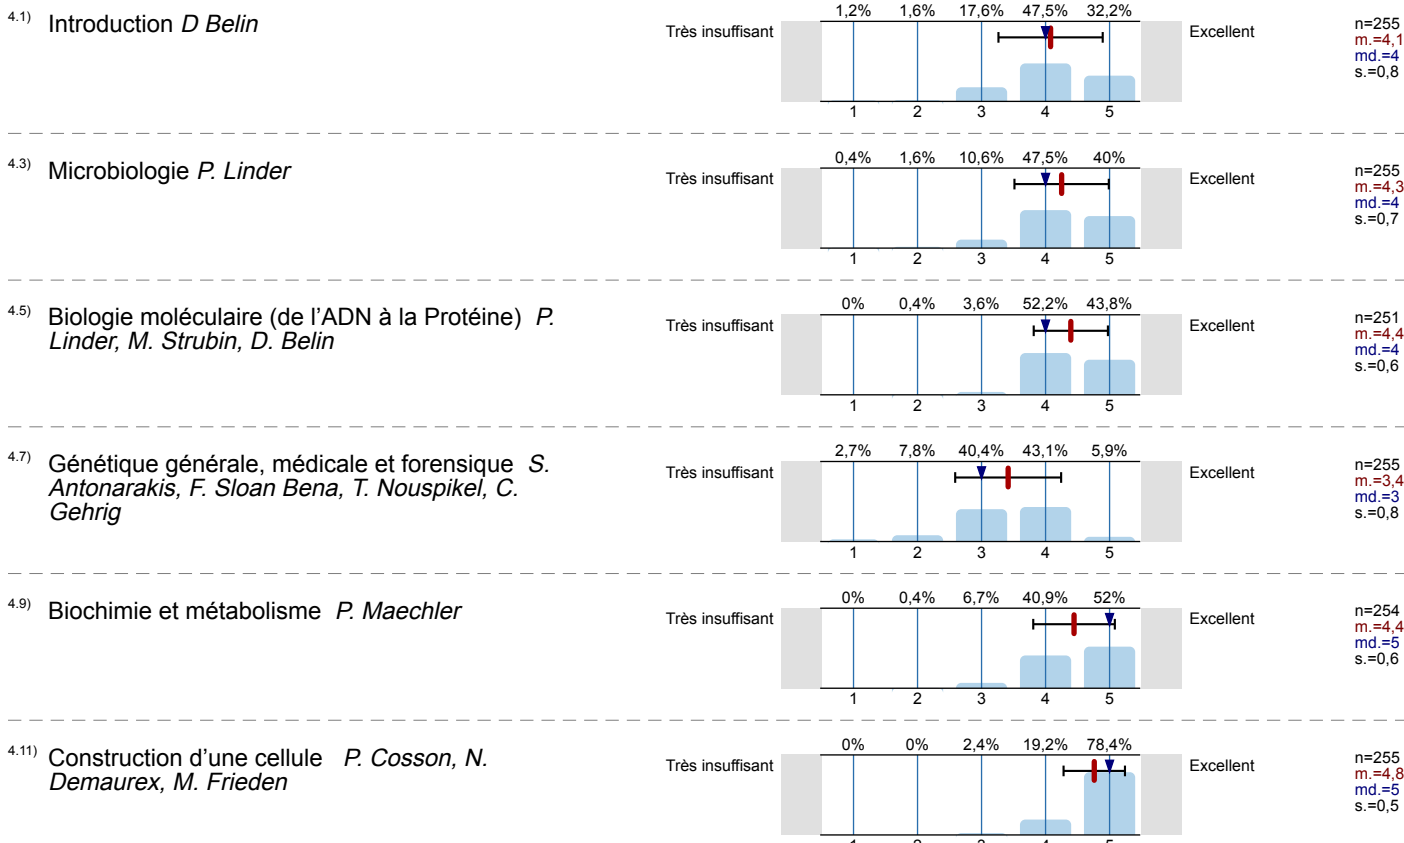 4.1) Introduction D Belin
Très insuffisant
1,2% 1,6% 17,6% 47,5% 32,2%
1 2 3 4 5
Excellent
n=255
m.=4,1
md.=4
s.=0,8
4.3) Microbiologie P. Linder
Très insuffisant
0,4% 1,6% 10,6% 47,5% 40%
1 2 3 4 5
Excellent
n=255
m.=4,3
md.=4
s.=0,7
4.5) Biologie moléculaire (de l’ADN à la Protéine) P.
Linder, M. Strubin, D. Belin
Très insuffisant
0% 0,4% 3,6% 52,2% 43,8%
1 2 3 4 5
Excellent
n=251
m.=4,4
md.=4
s.=0,6
4.7) Génétique générale, médicale et forensique S.
Antonarakis, F. Sloan Bena, T. Nouspikel, C.
Gehrig
Très insuffisant
2,7% 7,8% 40,4% 43,1% 5,9%
1 2 3 4 5
Excellent
n=255
m.=3,4
md.=3
s.=0,8
4.9) Biochimie et métabolisme P. Maechler
Très insuffisant
0% 0,4% 6,7% 40,9% 52%
1 2 3 4 5
Excellent
n=254
m.=4,4
md.=5
s.=0,6
4.11) Construction d’une cellule P. Cosson, N.
Demaurex, M. Frieden
Très insuffisant
0% 0% 2,4% 19,2% 78,4%
1 2 3 4 5
Excellent
n=255
m.=4,8
md.=5
s.=0,5